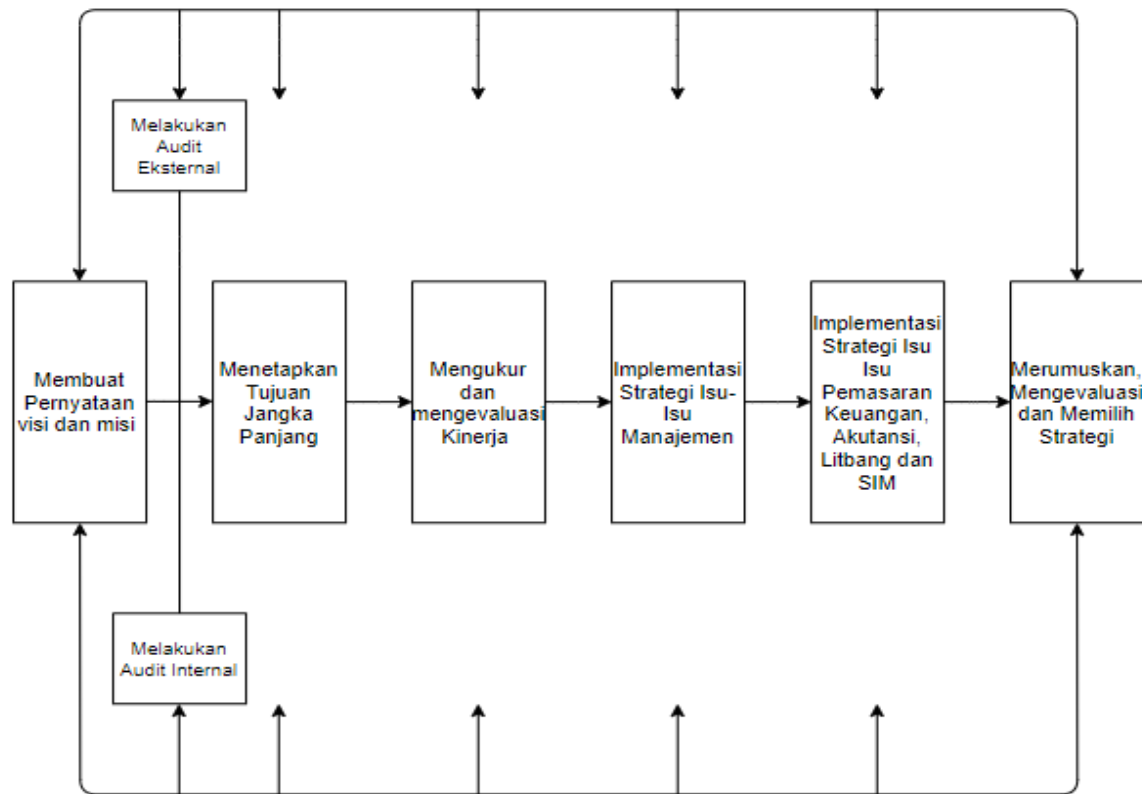 Melakukan
Audit
Eksternal
Membuat
Pernyataan
visi dan misi
Menetapkan
Tujuan
Jangka
Panjang
Mengukur
dan
mengevaluasi
Kinerja
Implementasi
Strategi Isu-
Isu
Manajemen
Implementasi
Strategi Isu
Isu
Pemasaran
Keuangan,
Akutansi,
Litbang dan
SIM
Merumuskan,
Mengevaluasi
dan Memilih
Strategi
Melakukan
Audit Internal